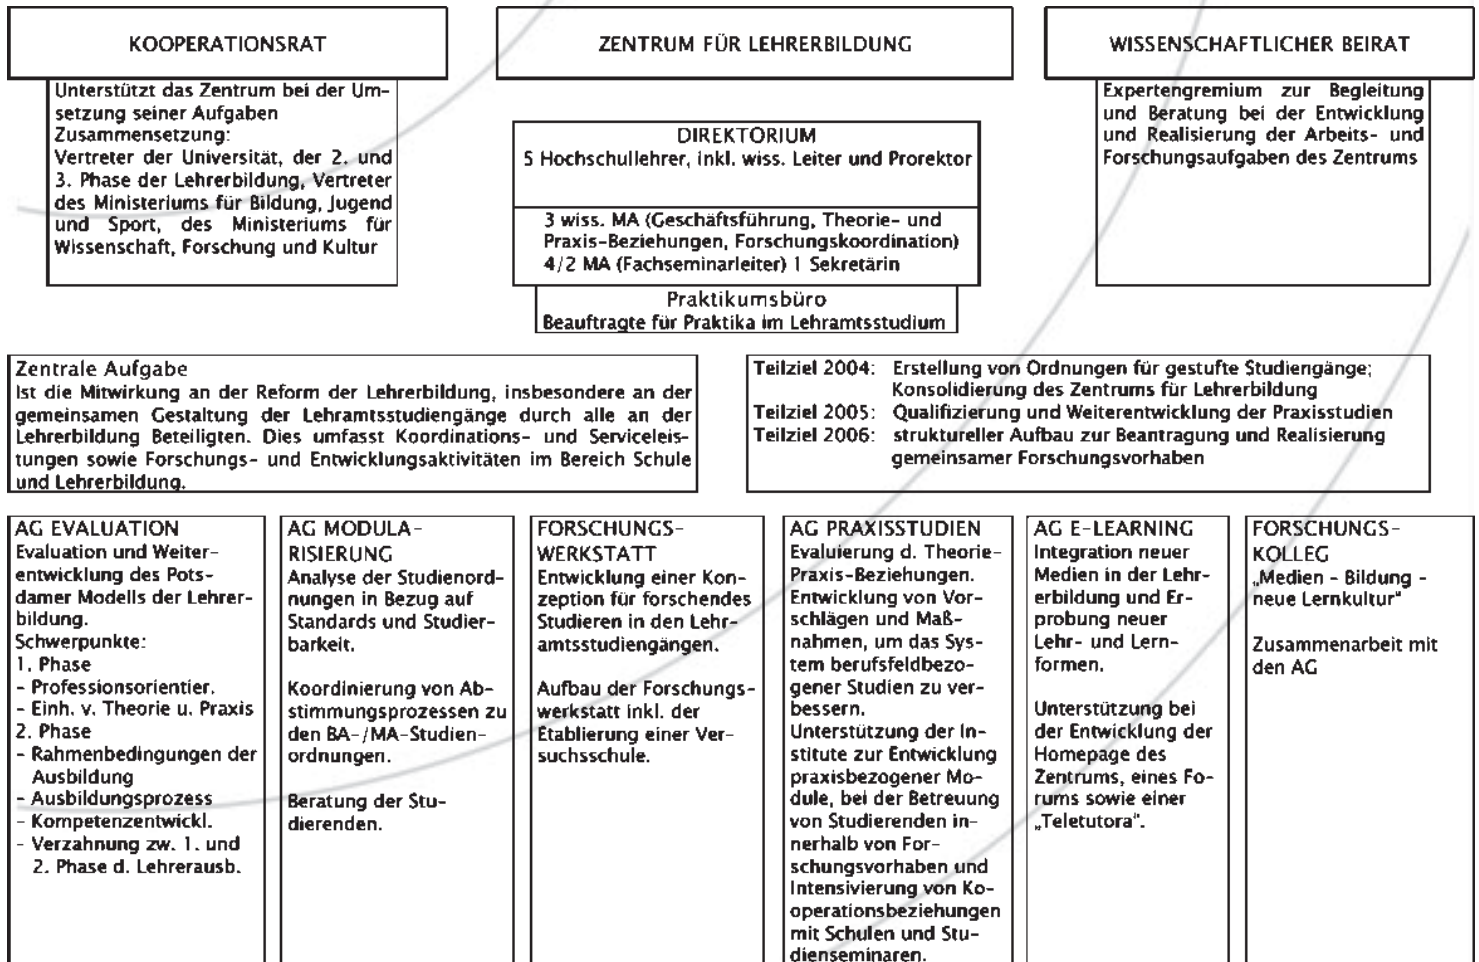 KOOPERATIONSRAT
Unterstützt das Zentrum bei der Um-
setzung seiner Aufgaben
Zusammensetzung:
Vertreter der Universität, der 2. und
3. Phase der Lehrerbildung, Vertreter
des Ministeriums für Bildung, Jugend
und Sport, des Ministeriums für
Wissenschaft, Forschung und Kultur
ZENTRUM FÜR LEHRERBILDUNG
DIREKTORIUM
5 Hochschullehrer, inkl. wiss. Leiter und Prorektor
3 wiss. MA (Geschäftsführung, Theorie- und
Praxis-Beziehungen, Forschungskoordination)
4/2 MA (Fachseminarleiter) 1 Sekretärin
Praktikumsbüro
Beauftragte für Praktika im Lehramtsstudium
WISSENSCHAFTLICHER BEIRAT
Expertengremium zur Begleitung
und Beratung bei der Entwicklung
und Realisierung der Arbeits- und
Forschungsaufgaben des Zentrums
Zentrale Aufgabe
Ist die Mitwirkung an der Reform der Lehrerbildung, insbesondere an der
gemeinsamen Gestaltung der Lehramtsstudiengänge durch alle an der
Lehrerbildung Beteiligten. Dies umfasst Koordinations- und Serviceleis-
tungen sowie Forschungs- und Entwicklungsaktivitäten im Bereich Schule
und Lehrerbildung.
Teilziel 2004: Erstellung von Ordnungen für gestufte Studiengänge;
Konsolidierung des Zentrums für Lehrerbildung
Teilziel 2005: Qualifizierung und Weiterentwicklung der Praxisstudien
Teilziel 2006: struktureller Aufbau zur Beantragung und Realisierung
gemeinsamer Forschungsvorhaben
AG EVALUATION
Evaluation und Weiter-
entwicklung des Pots-
damer Modells der Lehrer-
bildung.
Schwerpunkte:
1. Phase
- Professionsorientier.
- Einh. v. Theorie u. Praxis
2. Phase
- Rahmenbedingungen der
Ausbildung
- Ausbildungsprozess
- Kompetenzentwickl.
- Verzahnung zw. 1. und
2. Phase d. Lehrerausb.
AG MODULA-
RISIERUNG
Analyse der Studienord-
nungen in Bezug auf
Standards und Studier-
barkeit.
Koordinierung von Ab-
stimmungsprozessen zu
den BA-/MA-Studien-
ordnungen.
Beratung der Stu-
dierenden.
FORSCHUNGS-
WERKSTATT
Entwicklung einer Kon-
zeption für forschendes
Studieren in den Lehr-
amtsstudiengängen.
Aufbau der Forschungs-
werkstatt inkl. der
Etablierung einer Ver-
suchsschule.
AG PRAXISSTUDIEN
Evaluierung d. Theorie-
Praxis-Beziehungen.
Entwicklung von Vor-
schlägen und Maß-
nahmen, um das Sys-
tem berufsfeldbezo-
gener Studien zu ver-
bessern.
Unterstützung der In-
stitute zur Entwicklung
praxisbezogener Mo-
dule, bei der Betreuung
von Studierenden in-
nerhalb von For-
schungsvorhaben und
Intensivierung von Ko-
operationsbeziehungen
mit Schulen und Stu-
dienseminaren.
AG E-LEARNING
Integration neuer
Medien in der Lehr-
erbildung und Er-
probung neuer
Lehr- und Lern-
formen.
Unterstützung bei
der Entwicklung der
Homepage des
Zentrums, eines Fo-
rums sowie einer
„Teletutora“.
FORSCHUNGS-
KOLLEG
„Medien - Bildung -
neue Lernkultur“
Zusammenarbeit mit
den AG